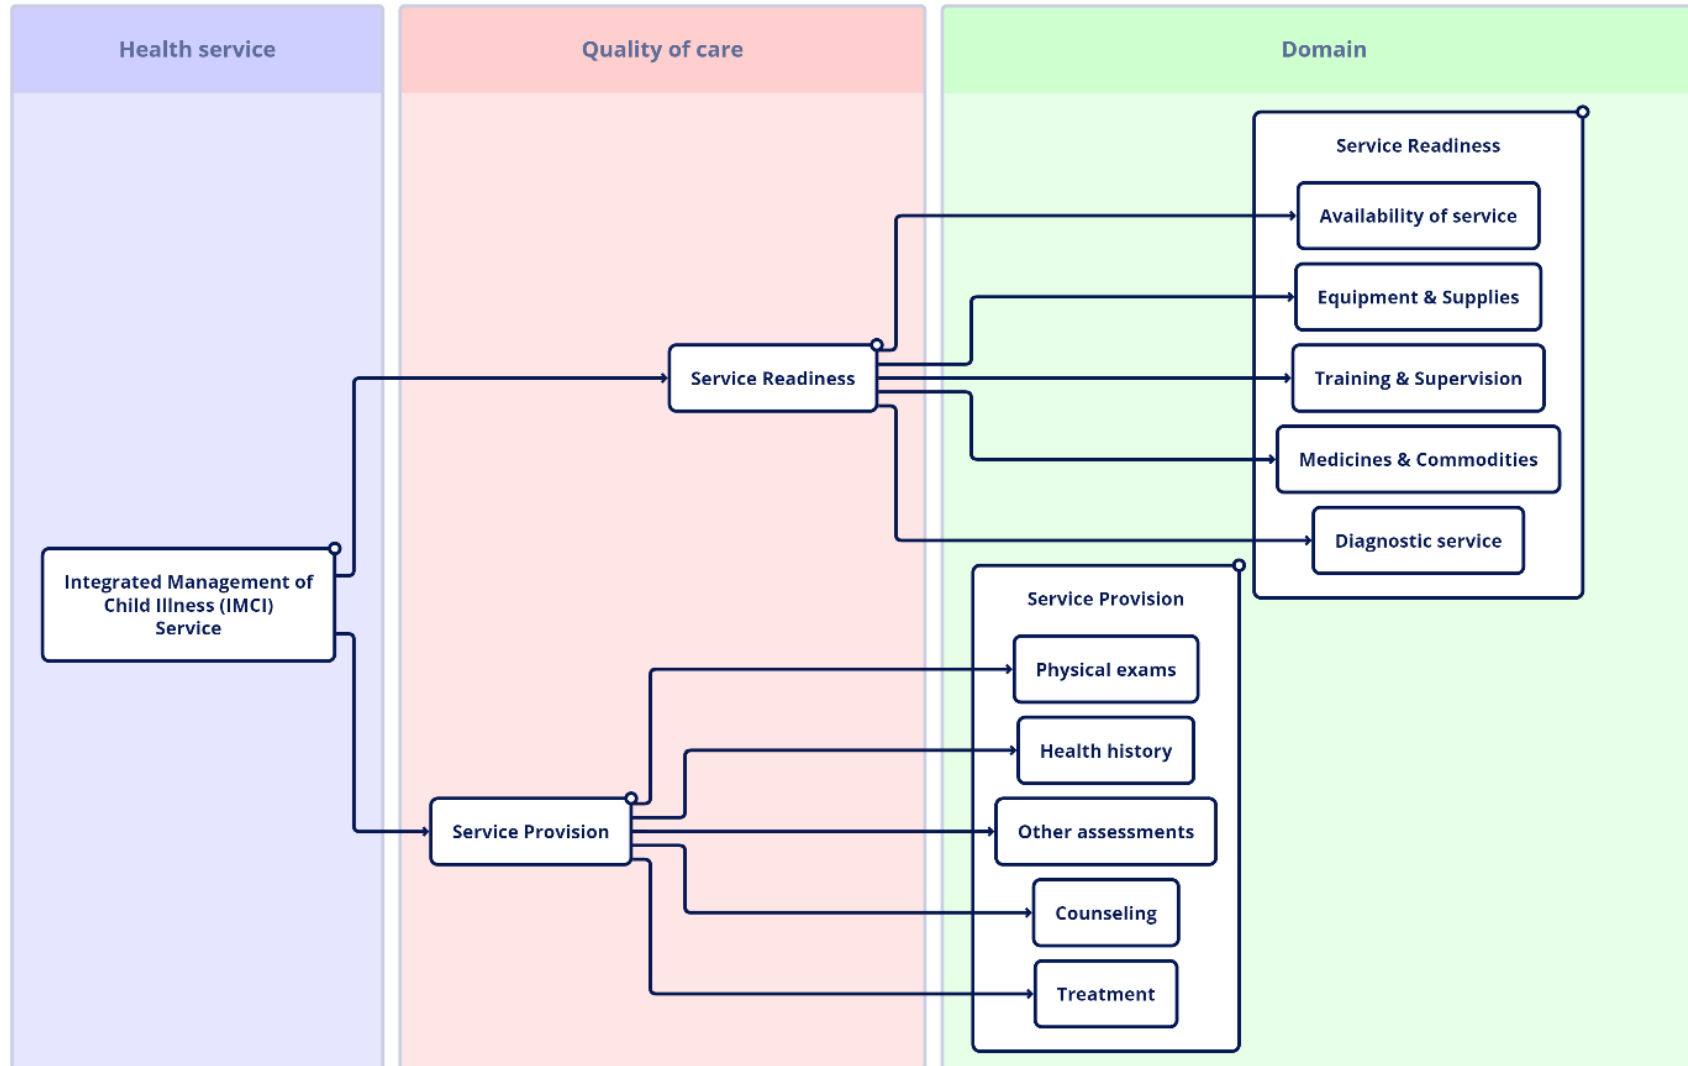 Health service
Quality of care
Domain
Service Readiness
Availability of service
Equipment & Supplies
Service Readiness
Training & Supervision
Medicines & Commodities
Diagnostic service
Integrated Management of
Child Illness (IMCI)
Service
Service Provision
Physical exams
Health history
Service Provision
Other assessments
Counseling
Treatment